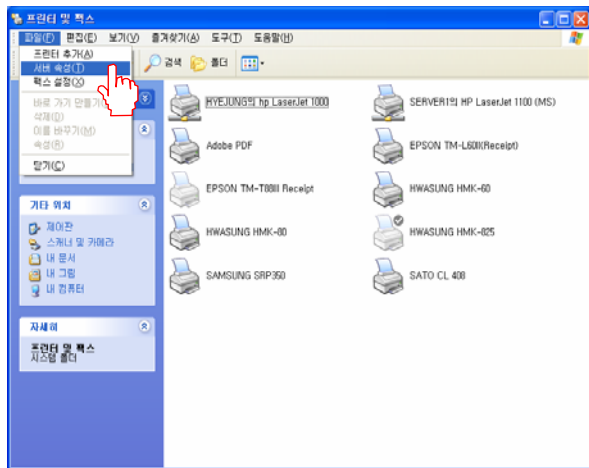 프린터 및 팩스
파일(F) 편집(E) 보기(V) 즐겨찾기(A) 도구(T) 도움말(H)
프린터 추가(A)
서버 속성(T)
팩스 설정(X)
바로 가기 만들기
삭제(D)
이름 바꾸기(M)
속성(R)
닫기(C)
검색 폴더
기타 위치
제어판
스캐너 및 카메라
내 문서
내 그림
내 컴퓨터
자세히
프린터 및 팩스
시스템 폴더
HYEJUNG의 hp LaserJet 1000
SERVER1의 HP LaserJet 1100 (MS)
Adobe PDF
EPSON TM-L60II(Receipt)
EPSON TM-T88III Receipt
HWASUNG HMK-60
HWASUNG HMK-80
HWASUNG HMK-825
SAMSUNG SRP350
SATO CL 408